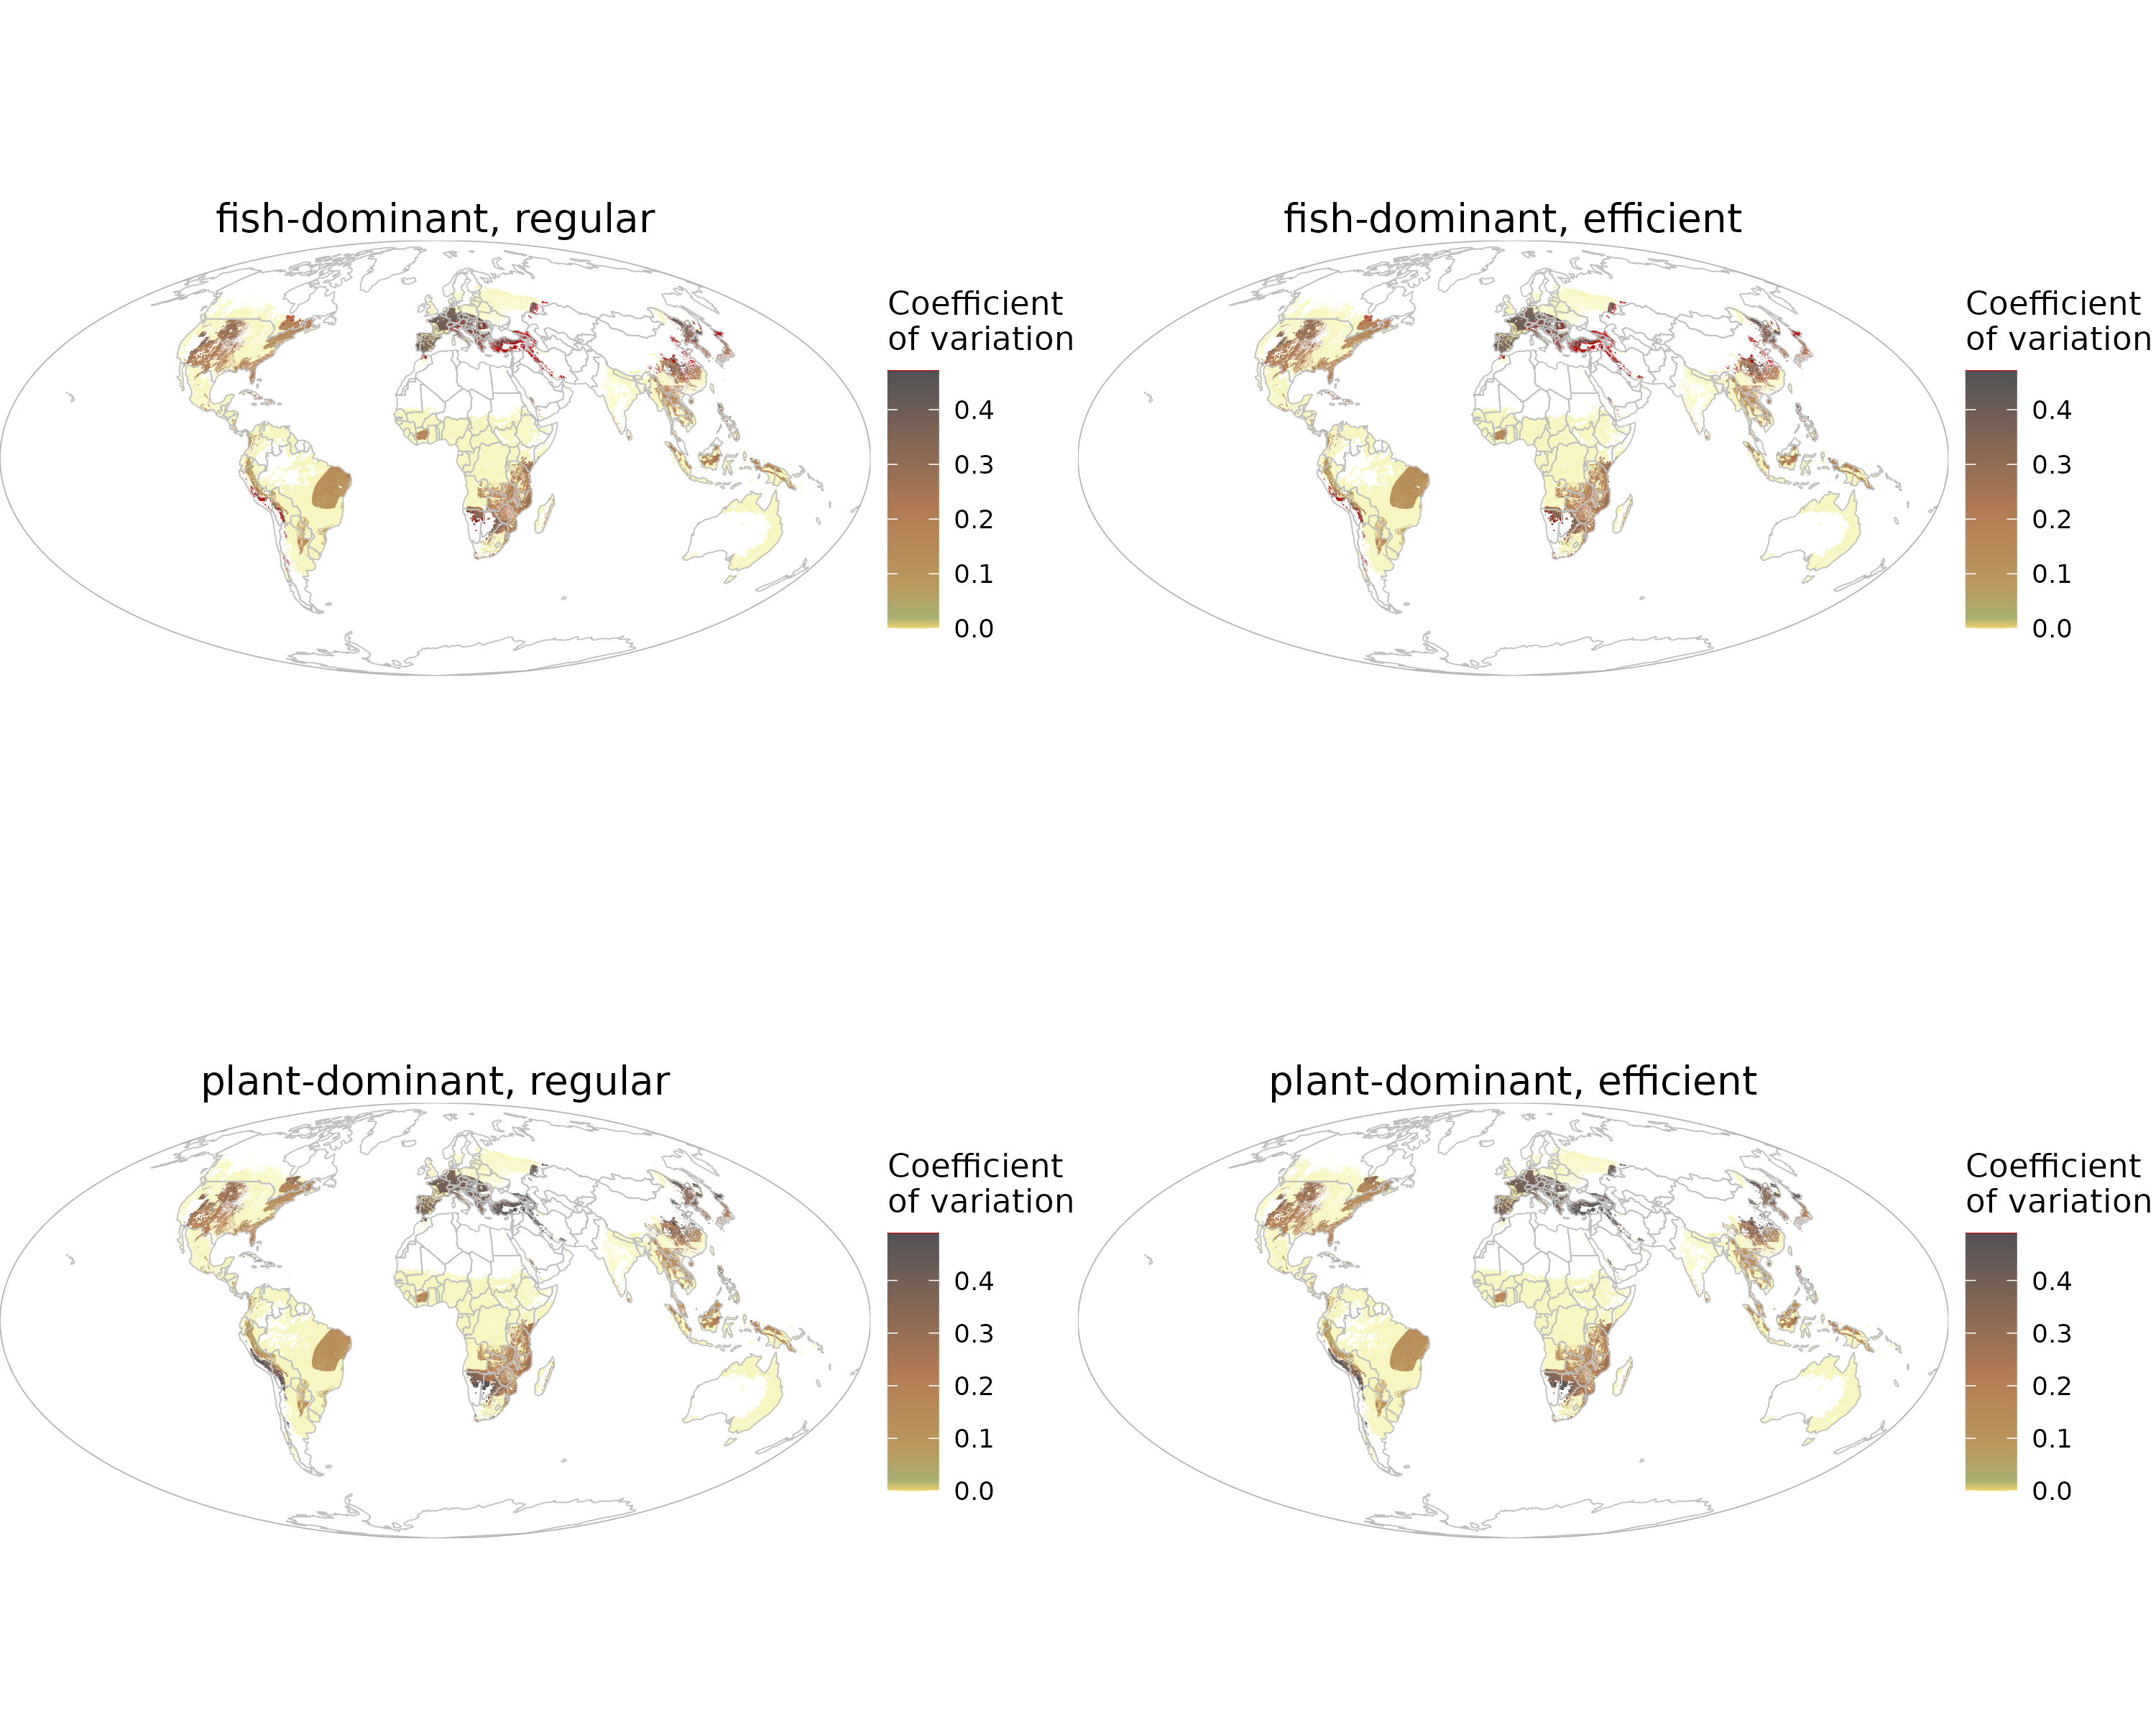 fish-dominant, regular
Coefficient
of variation
0.4
0.3
0.2
0.1
0.0
fish-dominant, efficient
Coefficient
of variation
0.4
0.3
0.2
0.1
0.0
plant-dominant, regular
Coefficient
of variation
0.4
0.3
0.2
0.1
0.0
plant-dominant, efficient
Coefficient
of variation
0.4
0.3
0.2
0.1
0.0